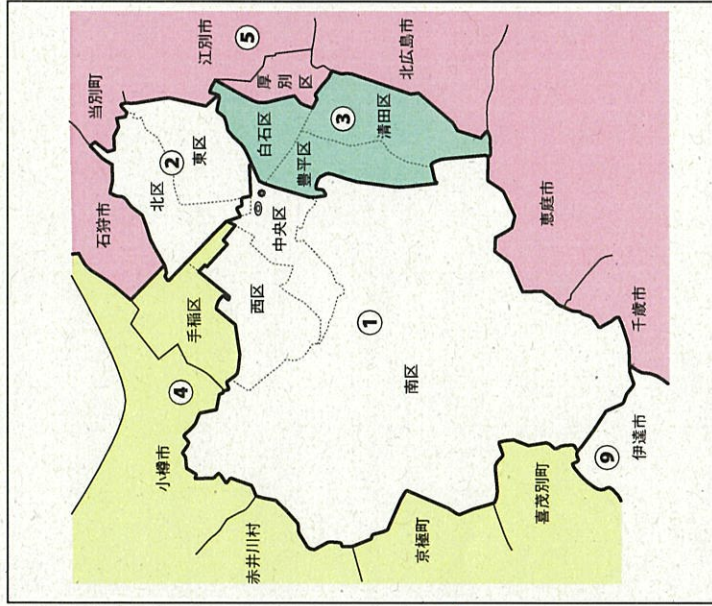 当別町
石狩市
江別市
⑤
②
北区
東区
厚別区
白石区
豊平区
③
清田区
北広島市
手稲区
④
小樽市
西区
中央区
①
南区
赤井川村
京極町
喜茂別町
⑨
伊達市
千歳市
恵庭市